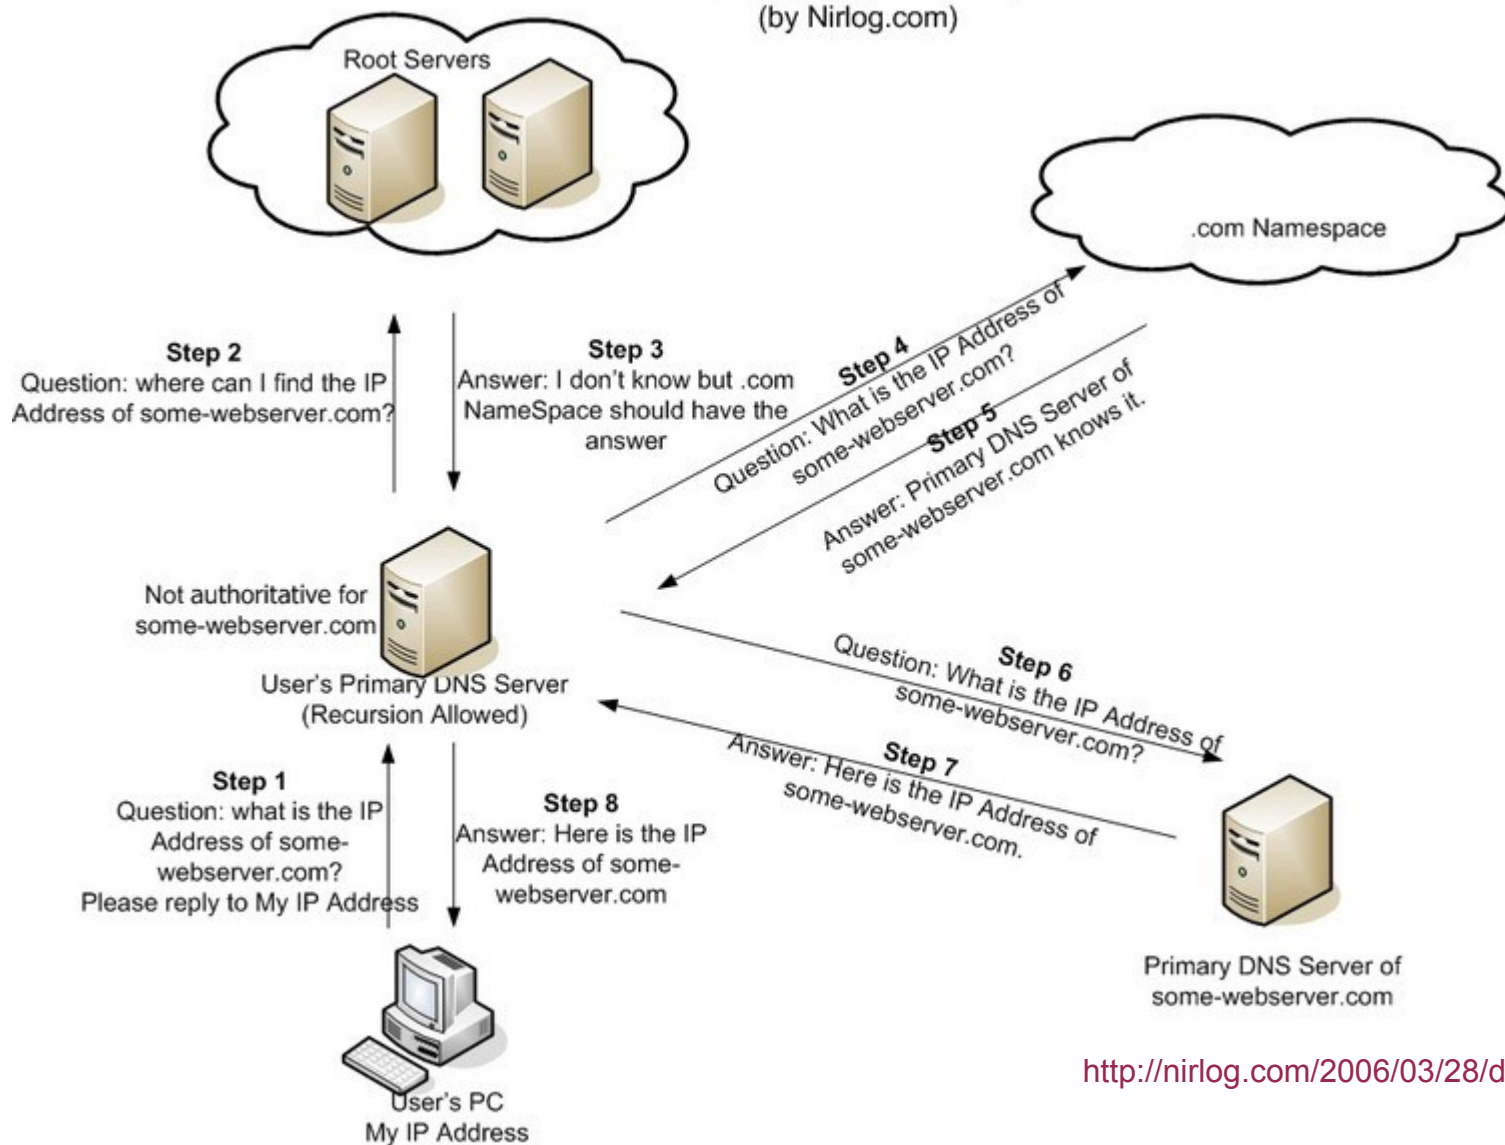 (by Nirlog.com)
Root Servers
.com Namespace
Step 2
Question: where can I find the IP
Address of some-webserver.com?
Step 3
Answer: I don't know but .com
NameSpace should have the
answer
Step 4
Question: What is the IP Address of
some-webserver.com?
Step 5
Answer: Primary DNS Server of
some-webserver.com knows it.
Not authoritative for
some-webserver.com
User's Primary DNS Server
(Recursion Allowed)
Step 6
Question: What is the IP Address of
some-webserver.com?
Step 7
Answer: Here is the IP Address of
some-webserver.com.
Step 1
Question: what is the IP
Address of some-
webserver.com?
Please reply to My IP Address
Step 8
Answer: Here is the IP
Address of some-
webserver.com
Primary DNS Server of
some-webserver.com
User's PC
My IP Address
http://nirlog.com/2006/03/28/d